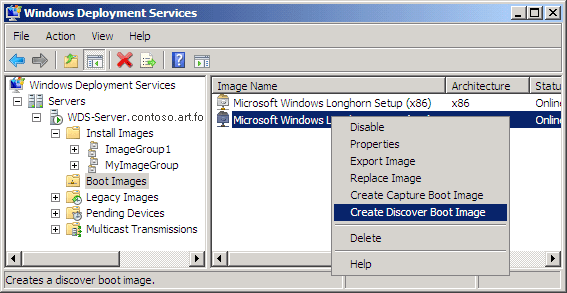 Windows Deployment Services
File Action View Help
Windows Deployment Services
Servers
WDS-Server.contoso.art.fo
Install Images
ImageGroup1
MyImageGroup
Boot Images
Legacy Images
Pending Devices
Multicast Transmissions
Image Name Architecture Statu
Microsoft Windows Longhorn Setup (x86) x86 Online
Microsoft Windows L Online
Disable
Properties
Export Image
Replace Image
Create Capture Boot Image
Create Discover Boot Image
Delete
Help
Creates a discover boot image.